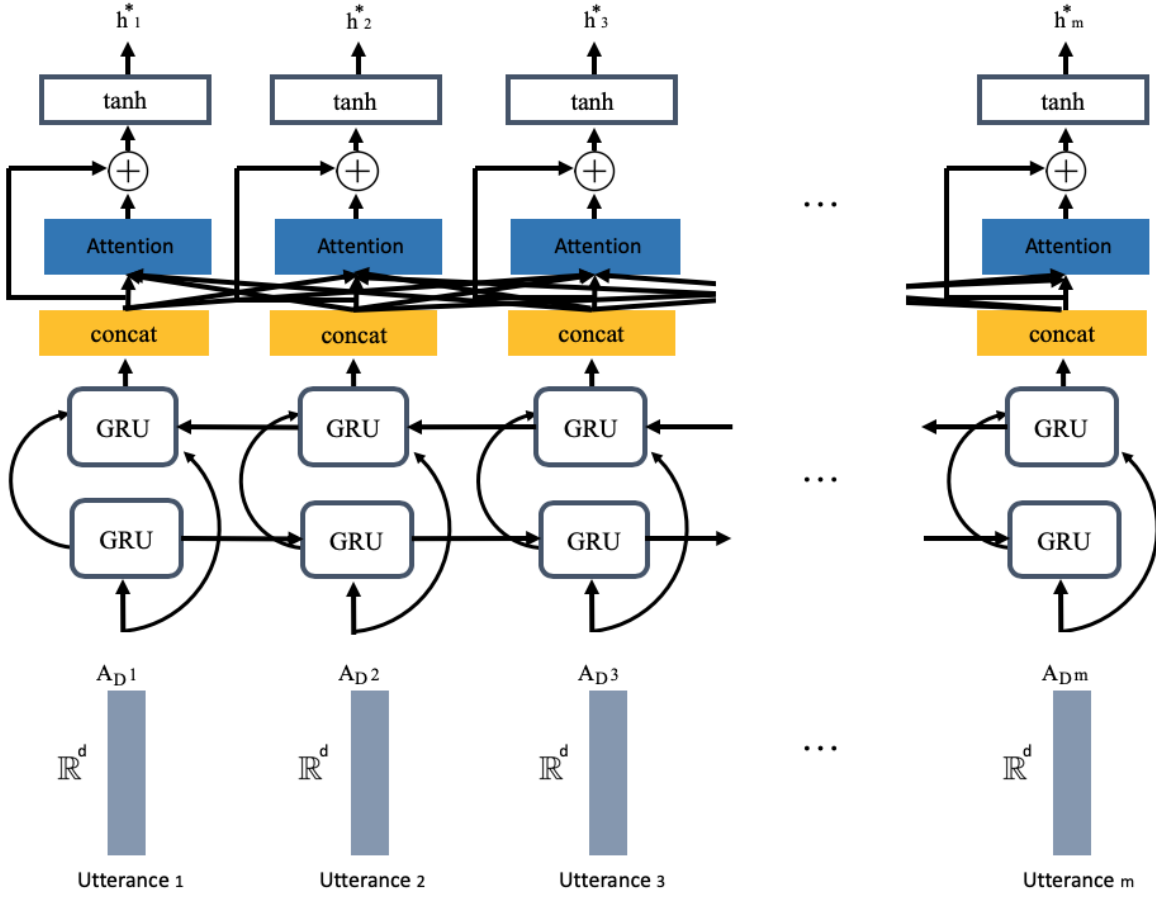 h*1 h*2 h*3 h*m
tanh tanh tanh tanh
+ + + +
...
Attention Attention Attention Attention
concat concat concat concat
GRU GRU GRU GRU
...
GRU GRU GRU GRU
AD1 AD2 AD3 ADm
ℝd ℝd ℝd ... ℝd
Utterance 1 Utterance 2 Utterance 3 Utterance m